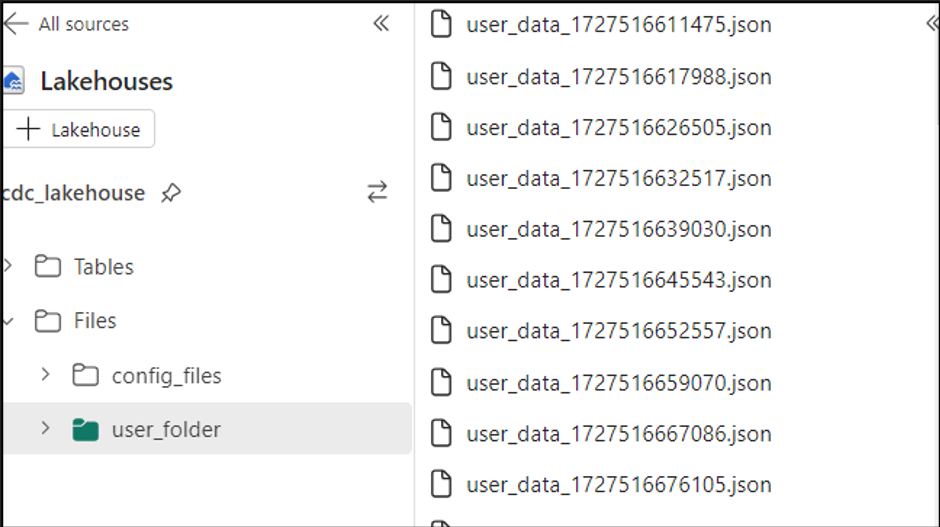 All sources
Lakehouses
Lakehouse
cdc_lakehouse
Tables
Files
config_files
user_folder
user_data_1727516611475.json
user_data_1727516617988.json
user_data_1727516626505.json
user_data_1727516632517.json
user_data_1727516639030.json
user_data_1727516645543.json
user_data_1727516652557.json
user_data_1727516659070.json
user_data_1727516667086.json
user_data_1727516676105.json